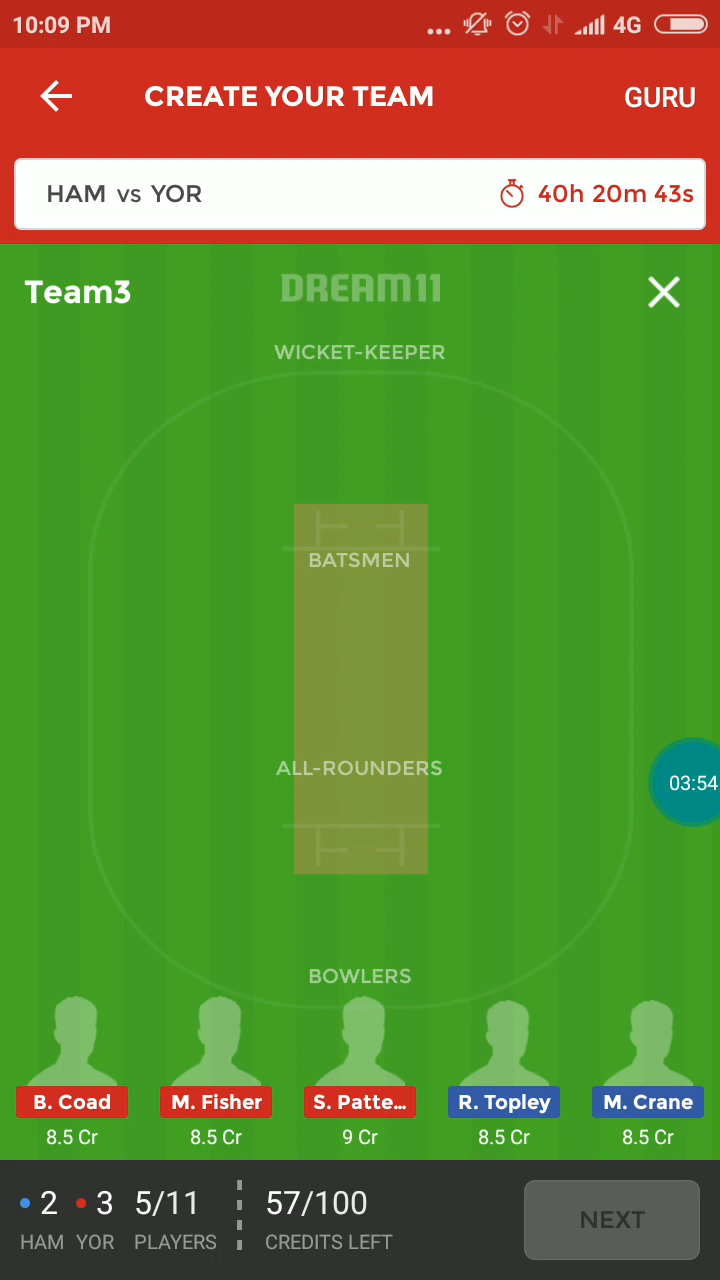 10:09 PM ... 4G
CREATE YOUR TEAM GURU
HAM vs YOR 40h 20m 43s
Team3 DREAM11
WICKET-KEEPER
BATSMEN
ALL-ROUNDERS
03:54
BOWLERS
B. Coad M. Fisher S. Patte... R. Topley M. Crane
8.5 Cr 8.5 Cr 9 Cr 8.5 Cr 8.5 Cr
2 3 5/11 57/100 NEXT
HAM YOR PLAYERS CREDITS LEFT